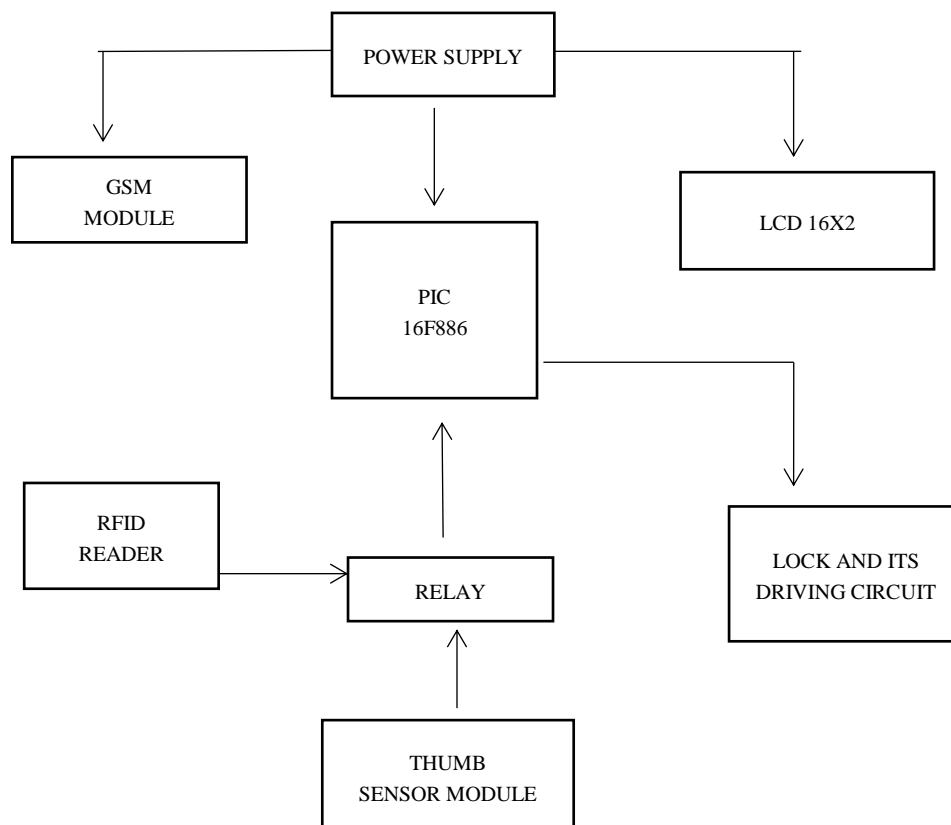 POWER SUPPLY
GSM
MODULE
LCD 16X2
PIC
16F886
RFID
READER
RELAY
LOCK AND ITS
DRIVING CIRCUIT
THUMB
SENSOR MODULE